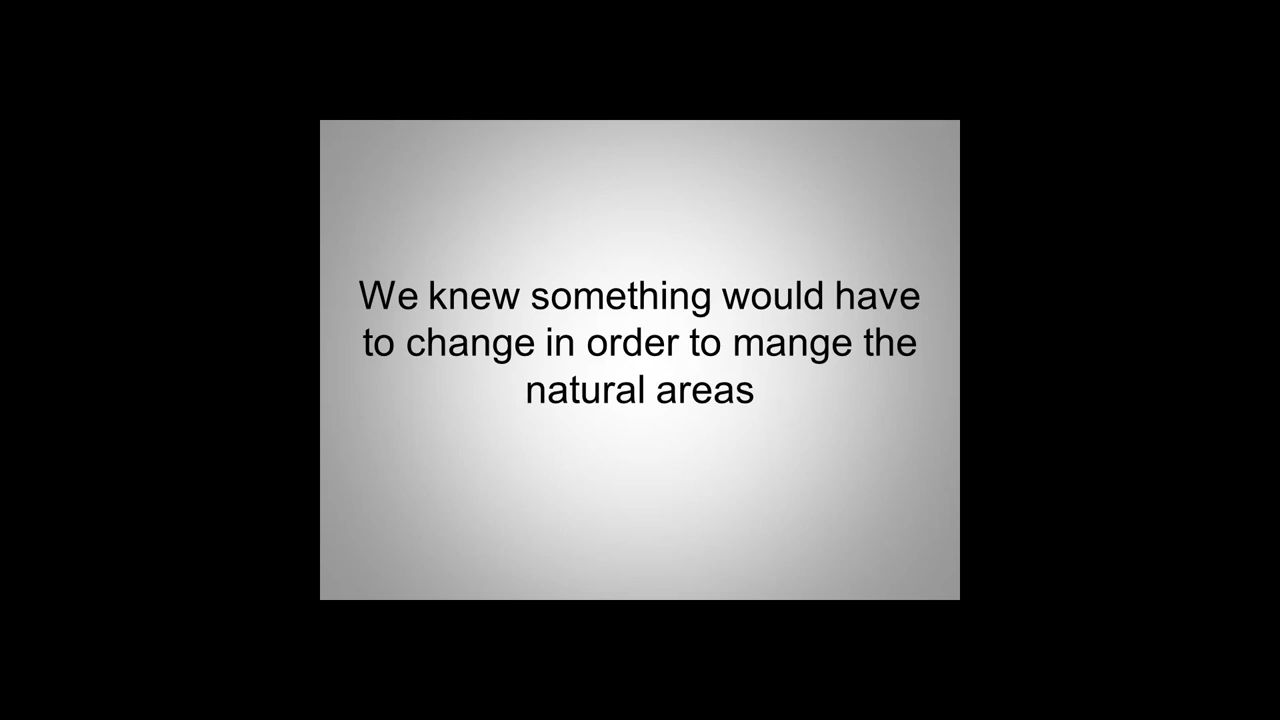 We knew something would have
to change in order to mange the
natural areas